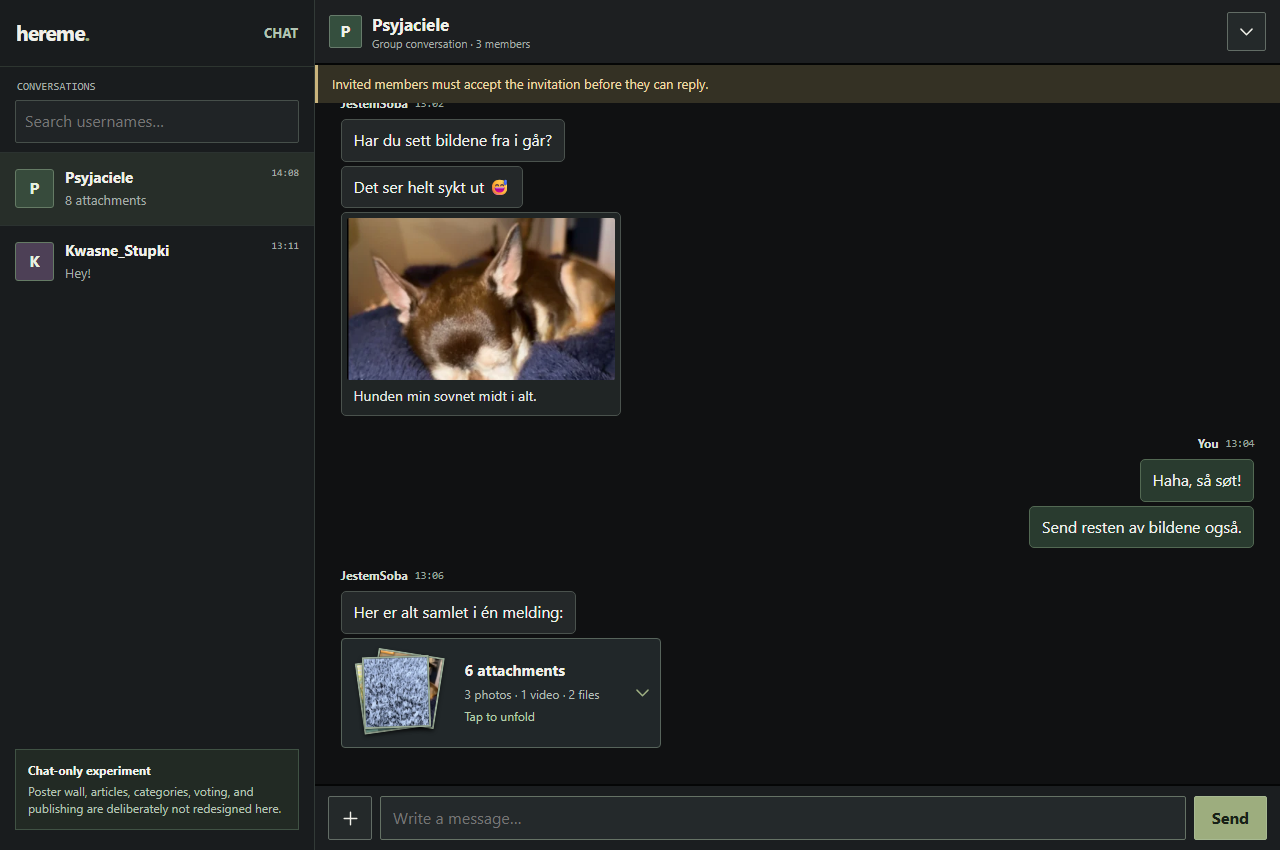 hereme.
CHAT
CONVERSATIONS
Search usernames...
P
Psyjaciele
14:08
8 attachments
K
Kwasne_Stupki
13:11
Hey!
Chat-only experiment
Poster wall, articles, categories, voting, and
publishing are deliberately not redesigned here.
P
Psyjaciele
Group conversation · 3 members
Invited members must accept the invitation before they can reply.
JestemSoba 13:02
Har du sett bildene fra i går?
Det ser helt sykt ut 😅
Hunden min sovnet midt i alt.
You 13:04
Haha, så søt!
Send resten av bildene også.
JestemSoba 13:06
Her er alt samlet i én melding:
6 attachments
3 photos · 1 video · 2 files
Tap to unfold
Write a message...
Send